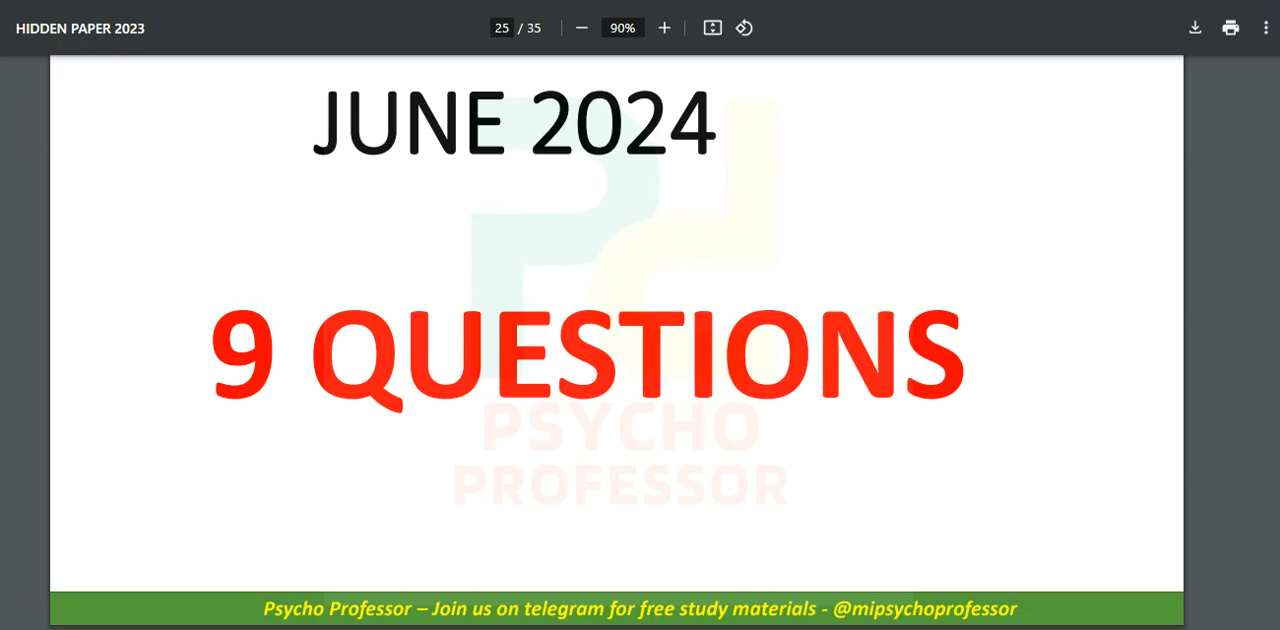 HIDDEN PAPER 2023
25 / 35
90%
JUNE 2024
9 QUESTIONS
PSYCHO
PROFESSOR
Psycho Professor – Join us on telegram for free study materials - @mipsychoprofessor